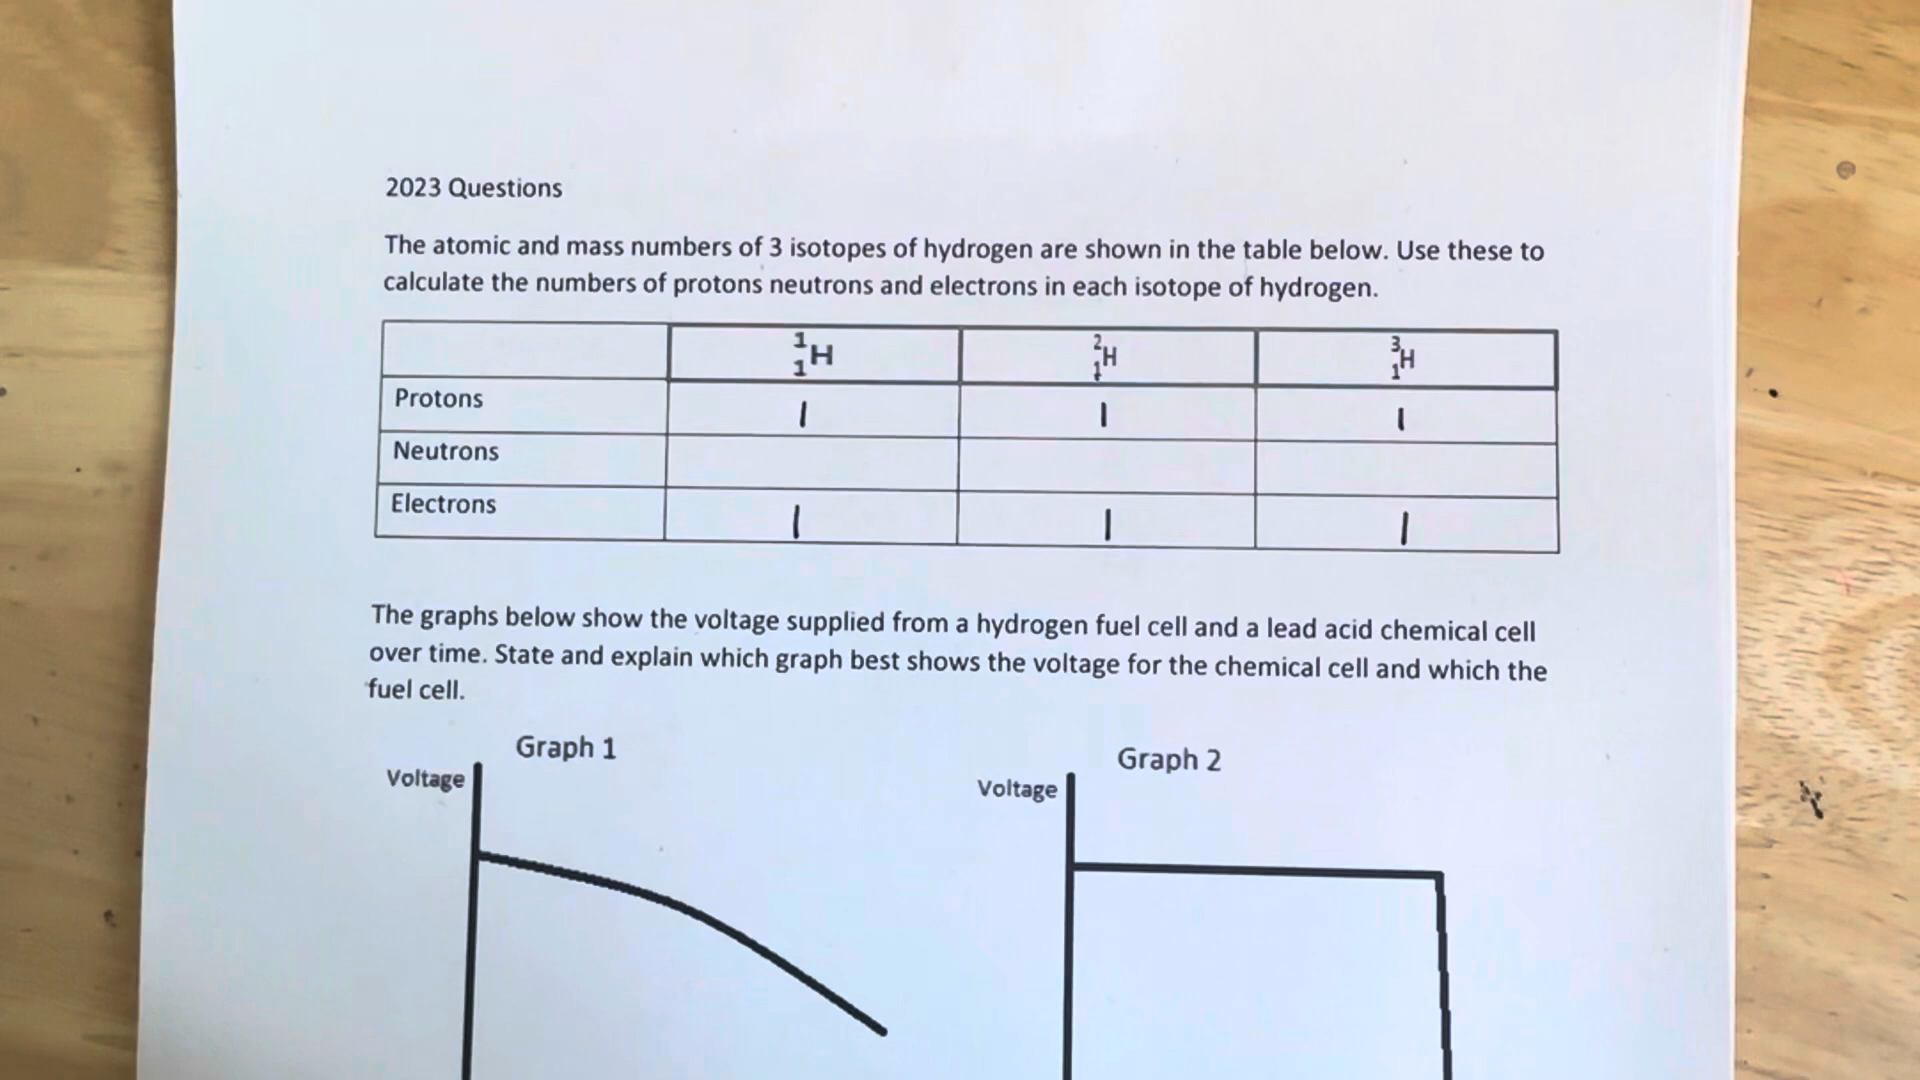 2023 Questions
The atomic and mass numbers of 3 isotopes of hydrogen are shown in the table below. Use these to
calculate the numbers of protons neutrons and electrons in each isotope of hydrogen.
¹₁H ²₁H ³₁H
Protons 1 1 1
Neutrons
Electrons 1 1 1
The graphs below show the voltage supplied from a hydrogen fuel cell and a lead acid chemical cell
over time. State and explain which graph best shows the voltage for the chemical cell and which the
fuel cell.
Graph 1
Voltage
Graph 2
Voltage